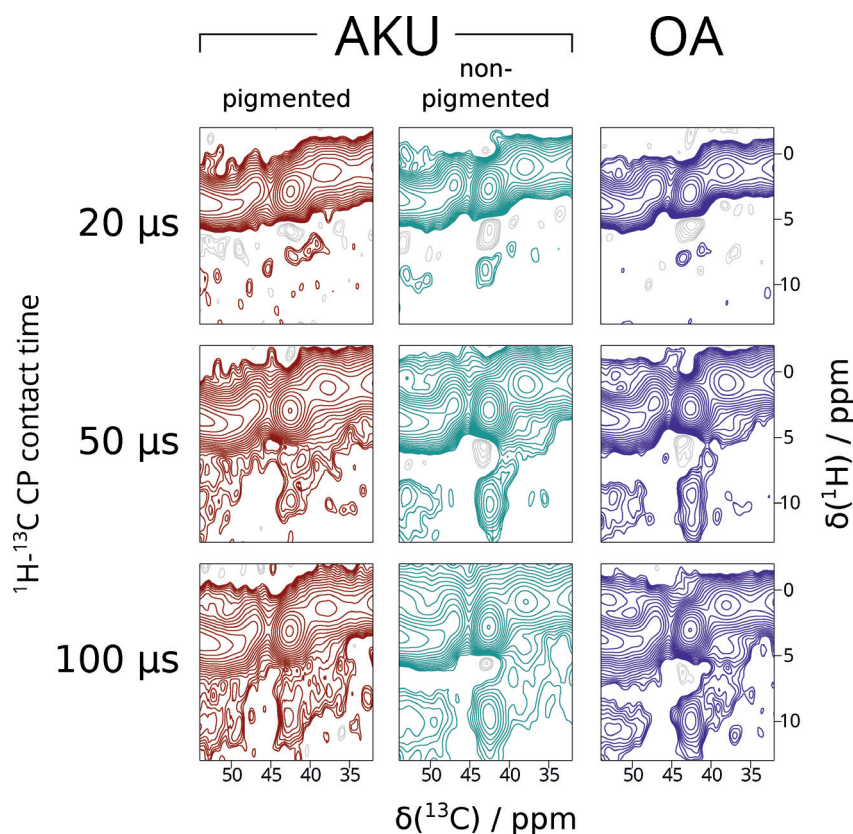 AKU
OA
pigmented
non-
pigmented
20 µs
50 µs
100 µs
¹H-¹³C CP contact time
0
5
10
0
5
10
0
5
10
δ(¹H) / ppm
50 45 40 35
50 45 40 35
50 45 40 35
δ(¹³C) / ppm